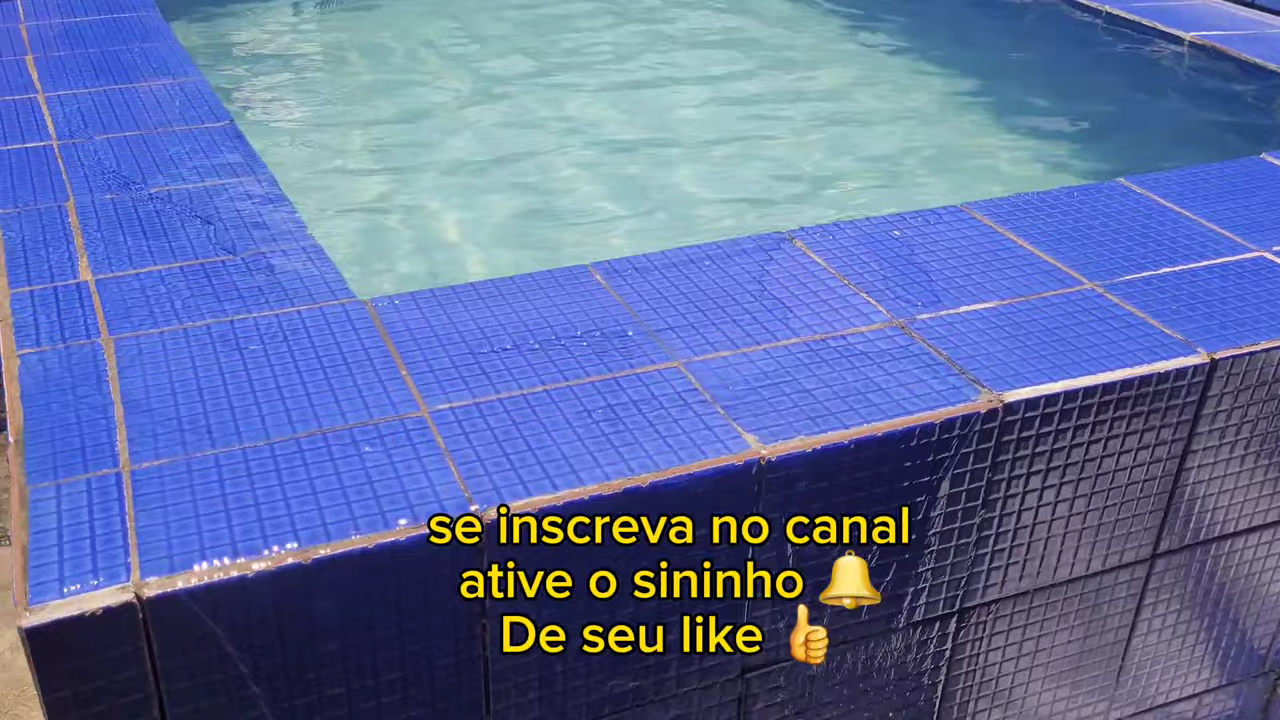 se inscreva no canal
ative o sininho 🔔
De seu like 👍